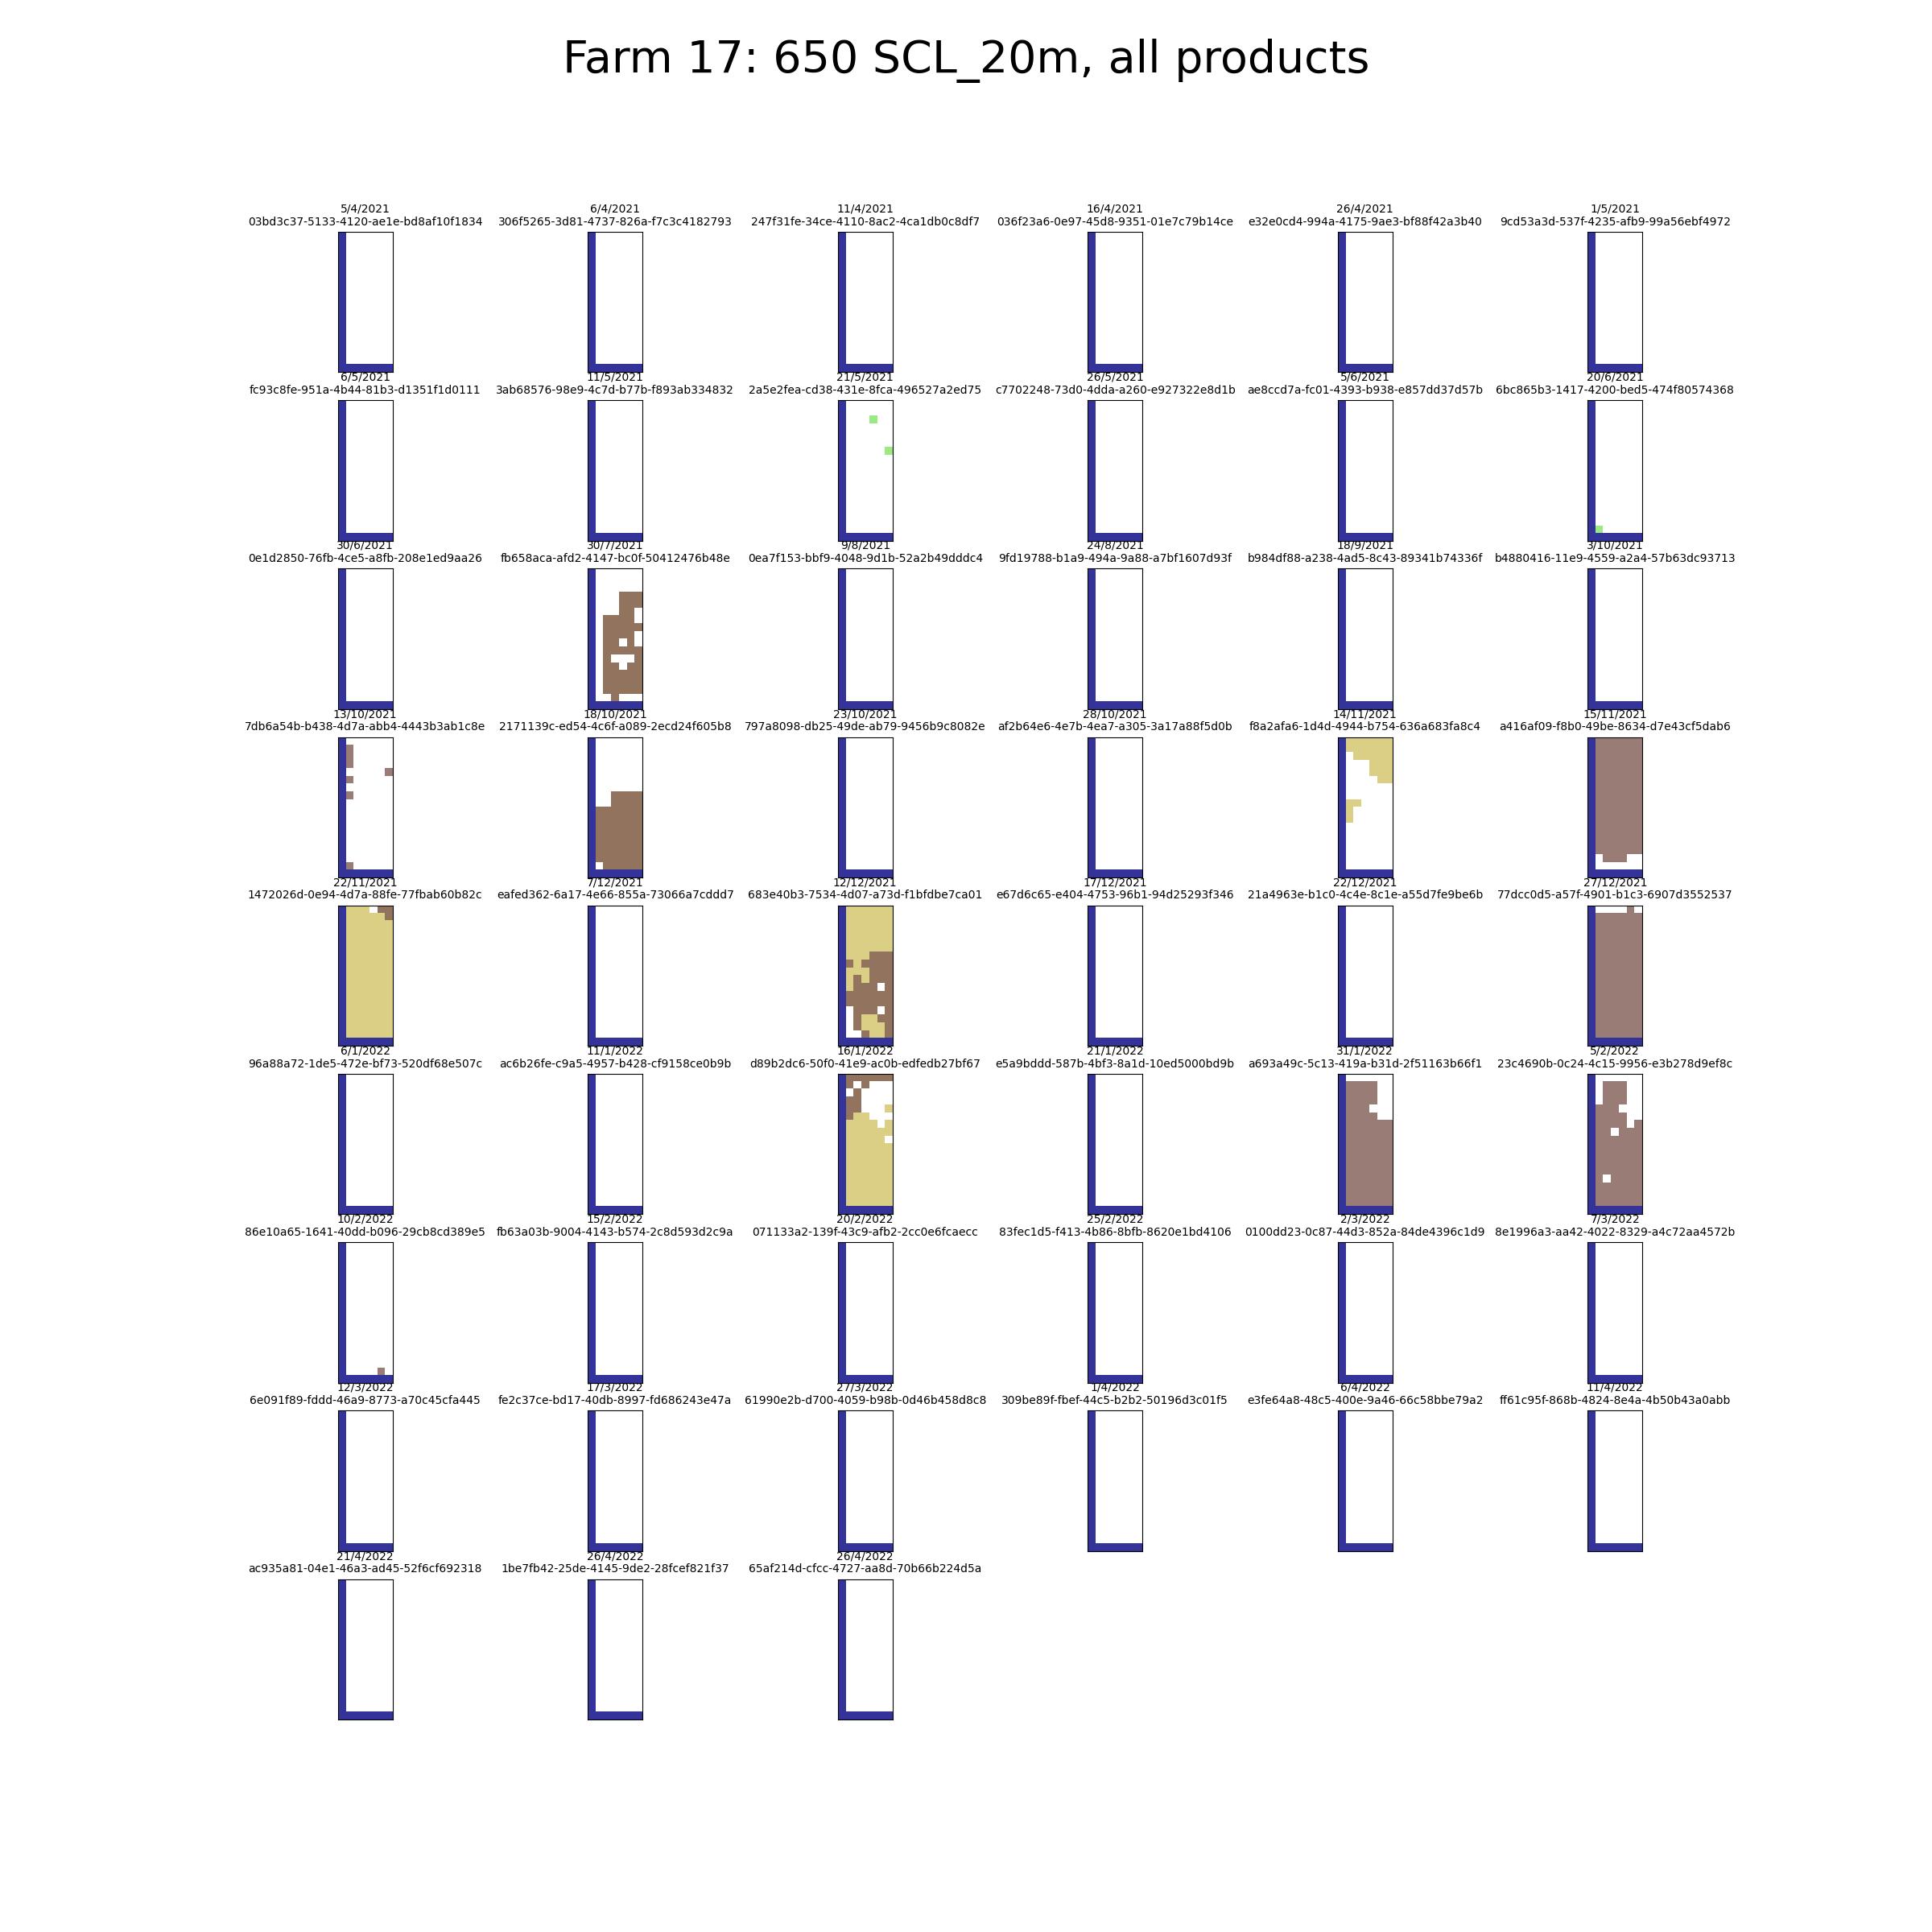 Farm 17: 650 SCL_20m, all products
5/4/2021
03bd3c37-5133-4120-ae1e-bd8af10f1834
6/4/2021
306f5265-3d81-4737-826a-f7c3c4182793
11/4/2021
247f31fe-34ce-4110-8ac2-4ca1db0c8df7
16/4/2021
036f23a6-0e97-45d8-9351-01e7c79b14ce
26/4/2021
e32e0cd4-994a-4175-9ae3-bf88f42a3b40
1/5/2021
9cd53a3d-537f-4235-afb9-99a56ebf4972
6/5/2021
fc93c8fe-951a-4b44-81b3-d1351f1d0111
11/5/2021
3ab68576-98e9-4c7d-b77b-f893ab334832
21/5/2021
2a5e2fea-cd38-431e-8fca-496527a2ed75
26/5/2021
c7702248-73d0-4dda-a260-e927322e8d1b
5/6/2021
ae8ccd7a-fc01-4393-b938-e857dd37d57b
20/6/2021
6bc865b3-1417-4200-bed5-474f80574368
30/6/2021
0e1d2850-76fb-4ce5-a8fb-208e1ed9aa26
30/7/2021
fb658aca-afd2-4147-bc0f-50412476b48e
9/8/2021
0ea7f153-bbf9-4048-9d1b-52a2b49dddc4
24/8/2021
9fd19788-b1a9-494a-9a88-a7bf1607d93f
18/9/2021
b984df88-a238-4ad5-8c43-89341b74336f
3/10/2021
b4880416-11e9-4559-a2a4-57b63dc93713
13/10/2021
7db6a54b-b438-4d7a-abb4-4443b3ab1c8e
18/10/2021
2171139c-ed54-4c6f-a089-2ecd24f605b8
23/10/2021
797a8098-db25-49de-ab79-9456b9c8082e
28/10/2021
af2b64e6-4e7b-4ea7-a305-3a17a88f5d0b
14/11/2021
f8a2afa6-1d4d-4944-b754-636a683fa8c4
15/11/2021
a416af09-f8b0-49be-8634-d7e43cf5dab6
22/11/2021
1472026d-0e94-4d7a-88fe-77fbab60b82c
7/12/2021
eafed362-6a17-4e66-855a-73066a7cddd7
12/12/2021
683e40b3-7534-4d07-a73d-f1bfdbe7ca01
17/12/2021
e67d6c65-e404-4753-96b1-94d25293f346
22/12/2021
21a4963e-b1c0-4c4e-8c1e-a55d7fe9be6b
27/12/2021
77dcc0d5-a57f-4901-b1c3-6907d3552537
6/1/2022
96a88a72-1de5-472e-bf73-520df68e507c
11/1/2022
ac6b26fe-c9a5-4957-b428-cf9158ce0b9b
16/1/2022
d89b2dc6-50f0-41e9-ac0b-edfedb27bf67
21/1/2022
e5a9bddd-587b-4bf3-8a1d-10ed5000bd9b
31/1/2022
a693a49c-5c13-419a-b31d-2f51163b66f1
5/2/2022
23c4690b-0c24-4c15-9956-e3b278d9ef8c
10/2/2022
86e10a65-1641-40dd-b096-29cb8cd389e5
15/2/2022
fb63a03b-9004-4143-b574-2c8d593d2c9a
20/2/2022
071133a2-139f-43c9-afb2-2cc0e6fcaecc
25/2/2022
83fec1d5-f413-4b86-8bfb-8620e1bd4106
2/3/2022
0100dd23-0c87-44d3-852a-84de4396c1d9
7/3/2022
8e1996a3-aa42-4022-8329-a4c72aa4572b
12/3/2022
6e091f89-fddd-46a9-8773-a70c45cfa445
17/3/2022
fe2c37ce-bd17-40db-8997-fd686243e47a
27/3/2022
61990e2b-d700-4059-b98b-0d46b458d8c8
1/4/2022
309be89f-fbef-44c5-b2b2-50196d3c01f5
6/4/2022
e3fe64a8-48c5-400e-9a46-66c58bbe79a2
11/4/2022
ff61c95f-868b-4824-8e4a-4b50b43a0abb
21/4/2022
ac935a81-04e1-46a3-ad45-52f6cf692318
26/4/2022
1be7fb42-25de-4145-9de2-28fcef821f37
26/4/2022
65af214d-cfcc-4727-aa8d-70b66b224d5a